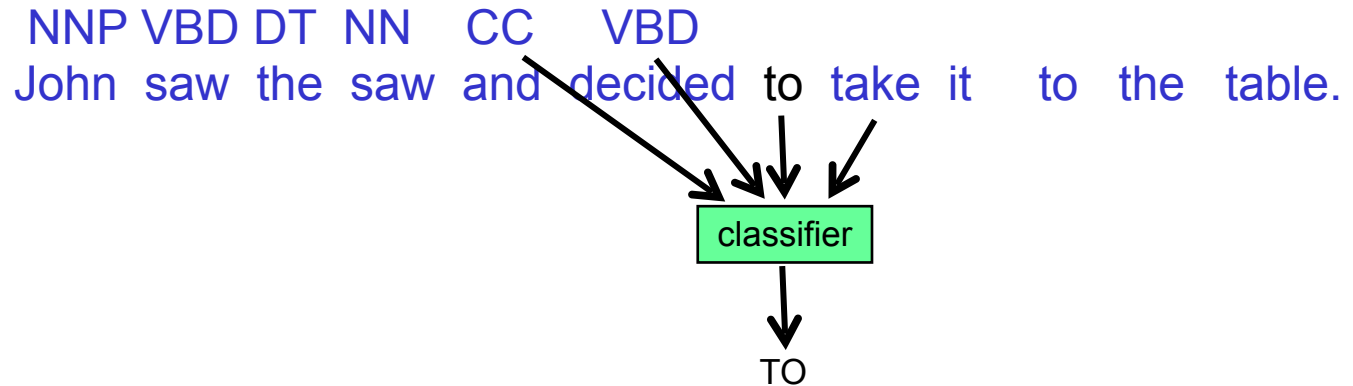 NNP VBD DT NN CC VBD
John saw the saw and decided to take it to the table.
classifier
TO